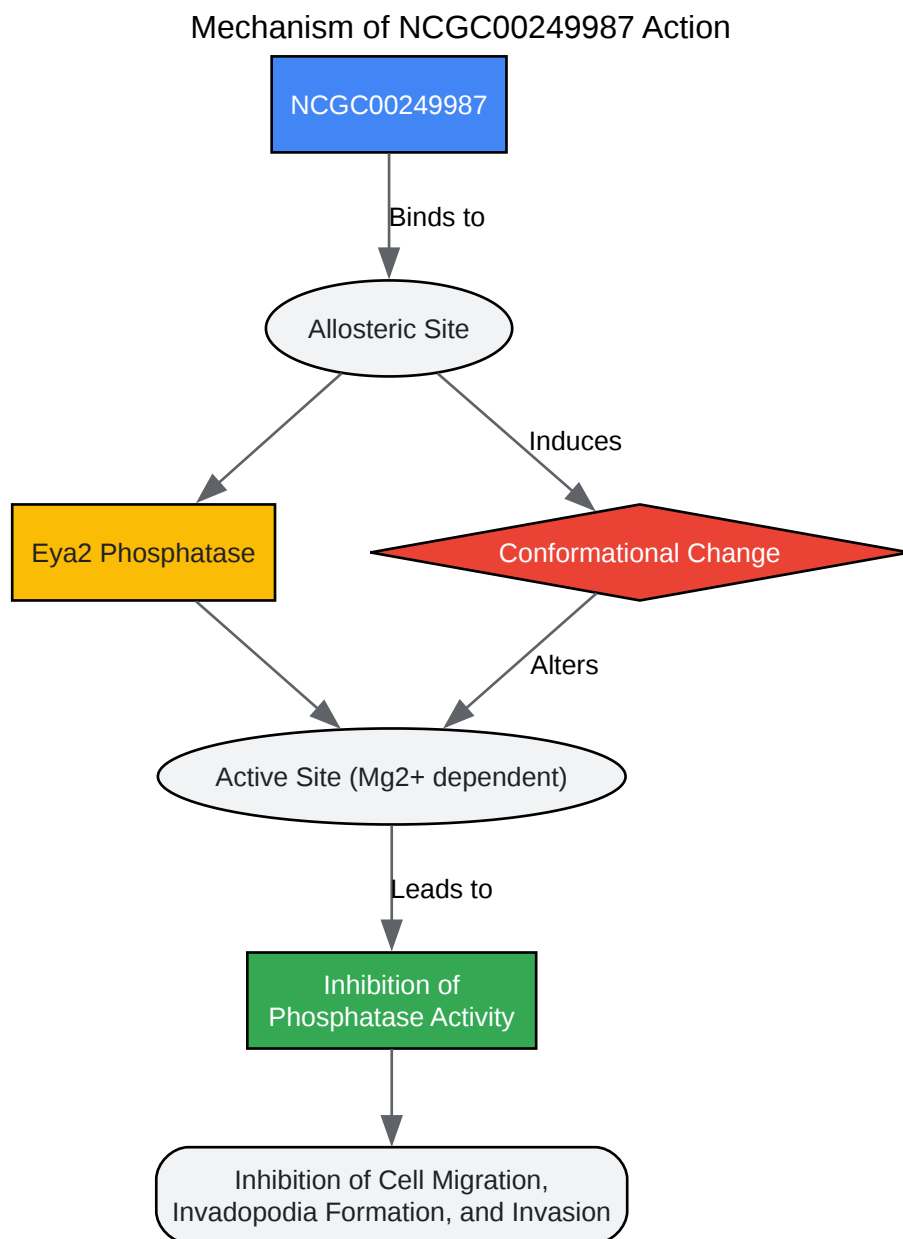 Mechanism of NCGC00249987 Action
NCGC00249987
Binds to
Allosteric Site
Induces
Eya2 Phosphatase
Conformational Change
Alters
Active Site (Mg2+ dependent)
Leads to
Inhibition of
Phosphatase Activity
Inhibition of Cell Migration,
Invadopodia Formation, and Invasion